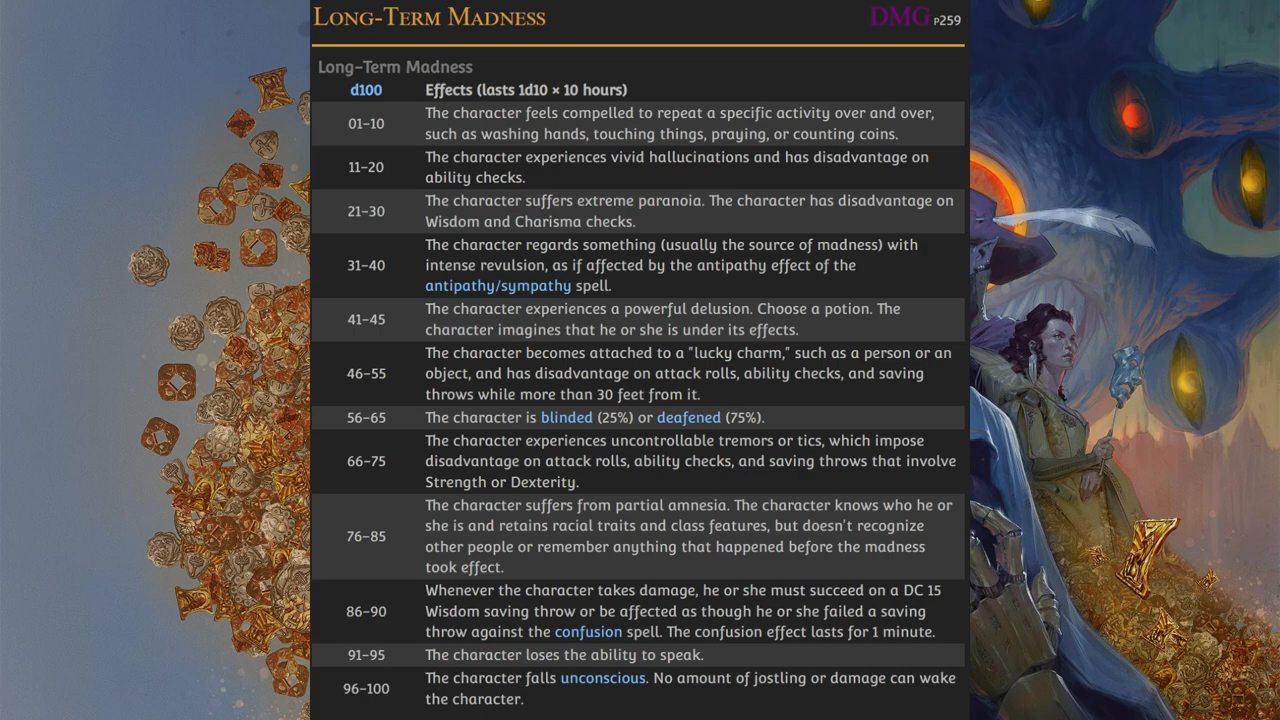 Long-Term Madness DMG P259
Long-Term Madness
d100 Effects (lasts 1d10 × 10 hours)
01–10 The character feels compelled to repeat a specific activity over and over,
such as washing hands, touching things, praying, or counting coins.
11–20 The character experiences vivid hallucinations and has disadvantage on
ability checks.
21–30 The character suffers extreme paranoia. The character has disadvantage on
Wisdom and Charisma checks.
The character regards something (usually the source of madness) with
31–40 intense revulsion, as if affected by the antipathy effect of the
antipathy/sympathy spell.
41–45 The character experiences a powerful delusion. Choose a potion. The
character imagines that he or she is under its effects.
The character becomes attached to a "lucky charm," such as a person or an
46–55 object, and has disadvantage on attack rolls, ability checks, and saving
throws while more than 30 feet from it.
56–65 The character is blinded (25%) or deafened (75%).
The character experiences uncontrollable tremors or tics, which impose
66–75 disadvantage on attack rolls, ability checks, and saving throws that involve
Strength or Dexterity.
The character suffers from partial amnesia. The character knows who he or
76–85 she is and retains racial traits and class features, but doesn't recognize
other people or remember anything that happened before the madness
took effect.
Whenever the character takes damage, he or she must succeed on a DC 15
86–90 Wisdom saving throw or be affected as though he or she failed a saving
throw against the confusion spell. The confusion effect lasts for 1 minute.
91–95 The character loses the ability to speak.
96–100 The character falls unconscious. No amount of jostling or damage can wake
the character.